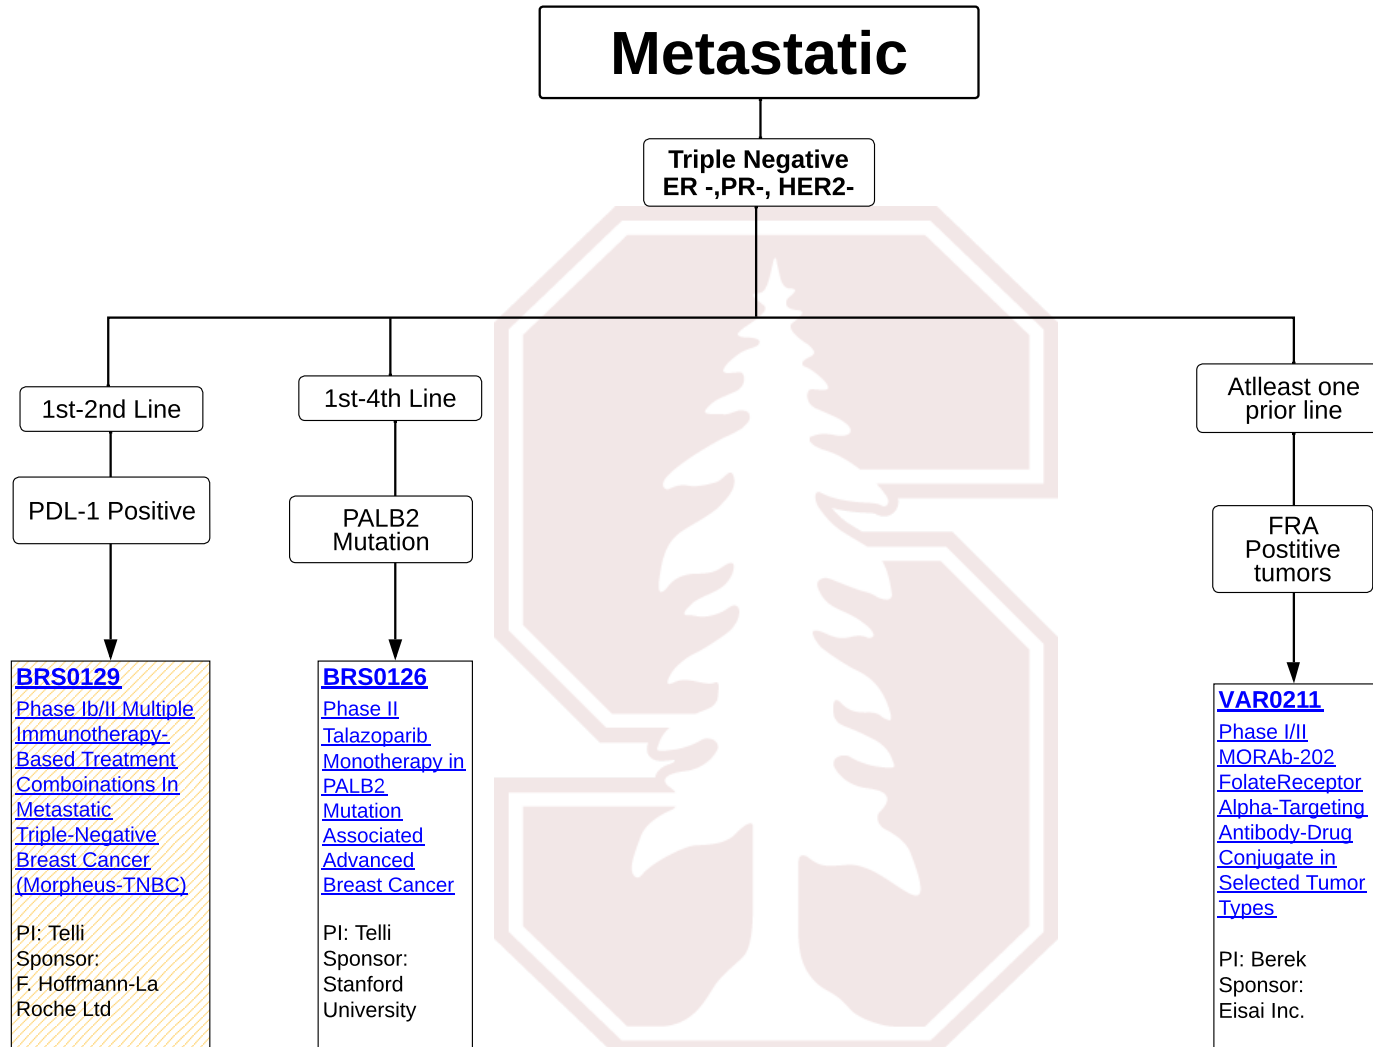 Metastatic
Triple Negative
ER -,PR-, HER2-
1st-2nd Line
PDL-1 Positive
BRS0129
Phase Ib/II Multiple
Immunotherapy-
Based Treatment
Comboinations In
Metastatic
Triple-Negative
Breast Cancer
(Morpheus-TNBC)
PI: Telli
Sponsor:
F. Hoffmann-La
Roche Ltd
1st-4th Line
PALB2
Mutation
BRS0126
Phase II
Talazoparib
Monotherapy in
PALB2
Mutation
Associated
Advanced
Breast Cancer
PI: Telli
Sponsor:
Stanford
University
Atlleast one
prior line
FRA
Postitive
tumors
VAR0211
Phase I/II
MORAb-202
FolateReceptor
Alpha-Targeting
Antibody-Drug
Conjugate in
Selected Tumor
Types
PI: Berek
Sponsor:
Eisai Inc.